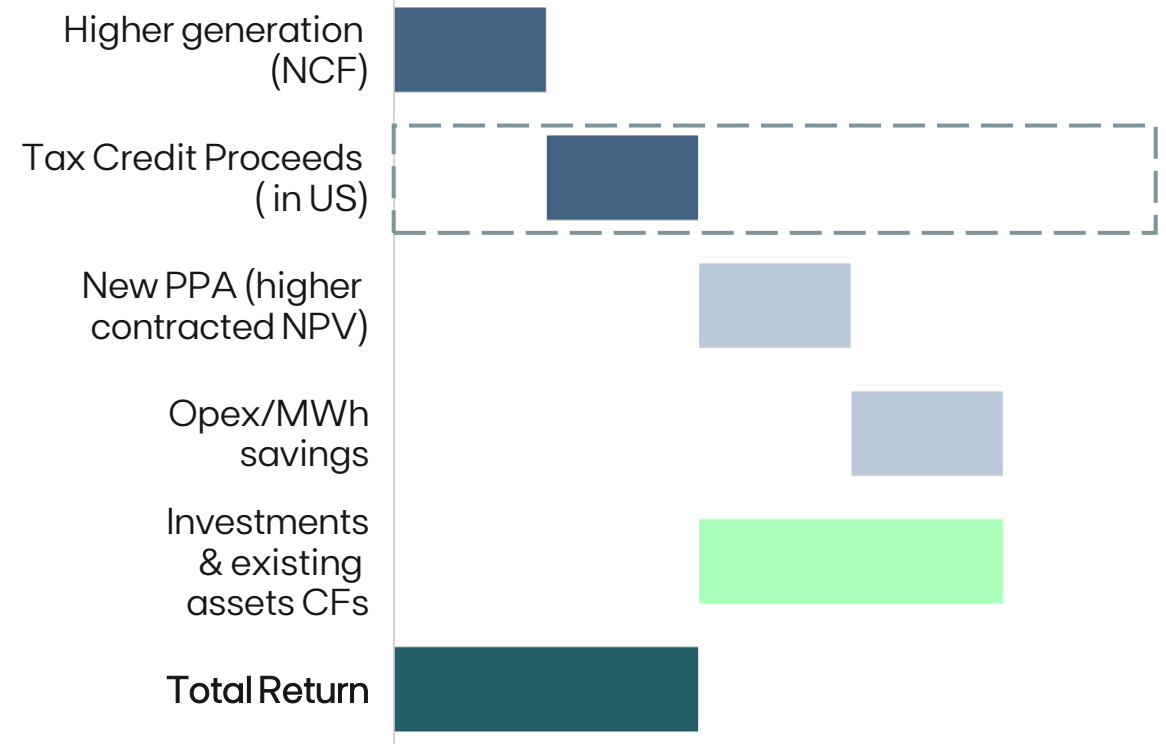 Higher generation
(NCF)
Tax Credit Proceeds
( in US)
New PPA (higher
contracted NPV)
Opex/MWh
savings
Investments
& existing
assets CFs
Total Return